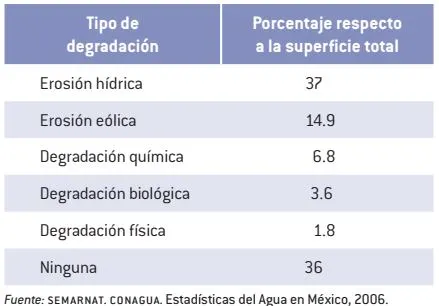 Tipo de Porcentaje respecto
degradación a la superficie total
Erosión hídrica 37
Erosión eólica 14.9
Degradación química 6.8
Degradación biológica 3.6
Degradación física 1.8
Ninguna 36
Fuente: SEMARNAT. CONAGUA. Estadísticas del Agua en México, 2006.